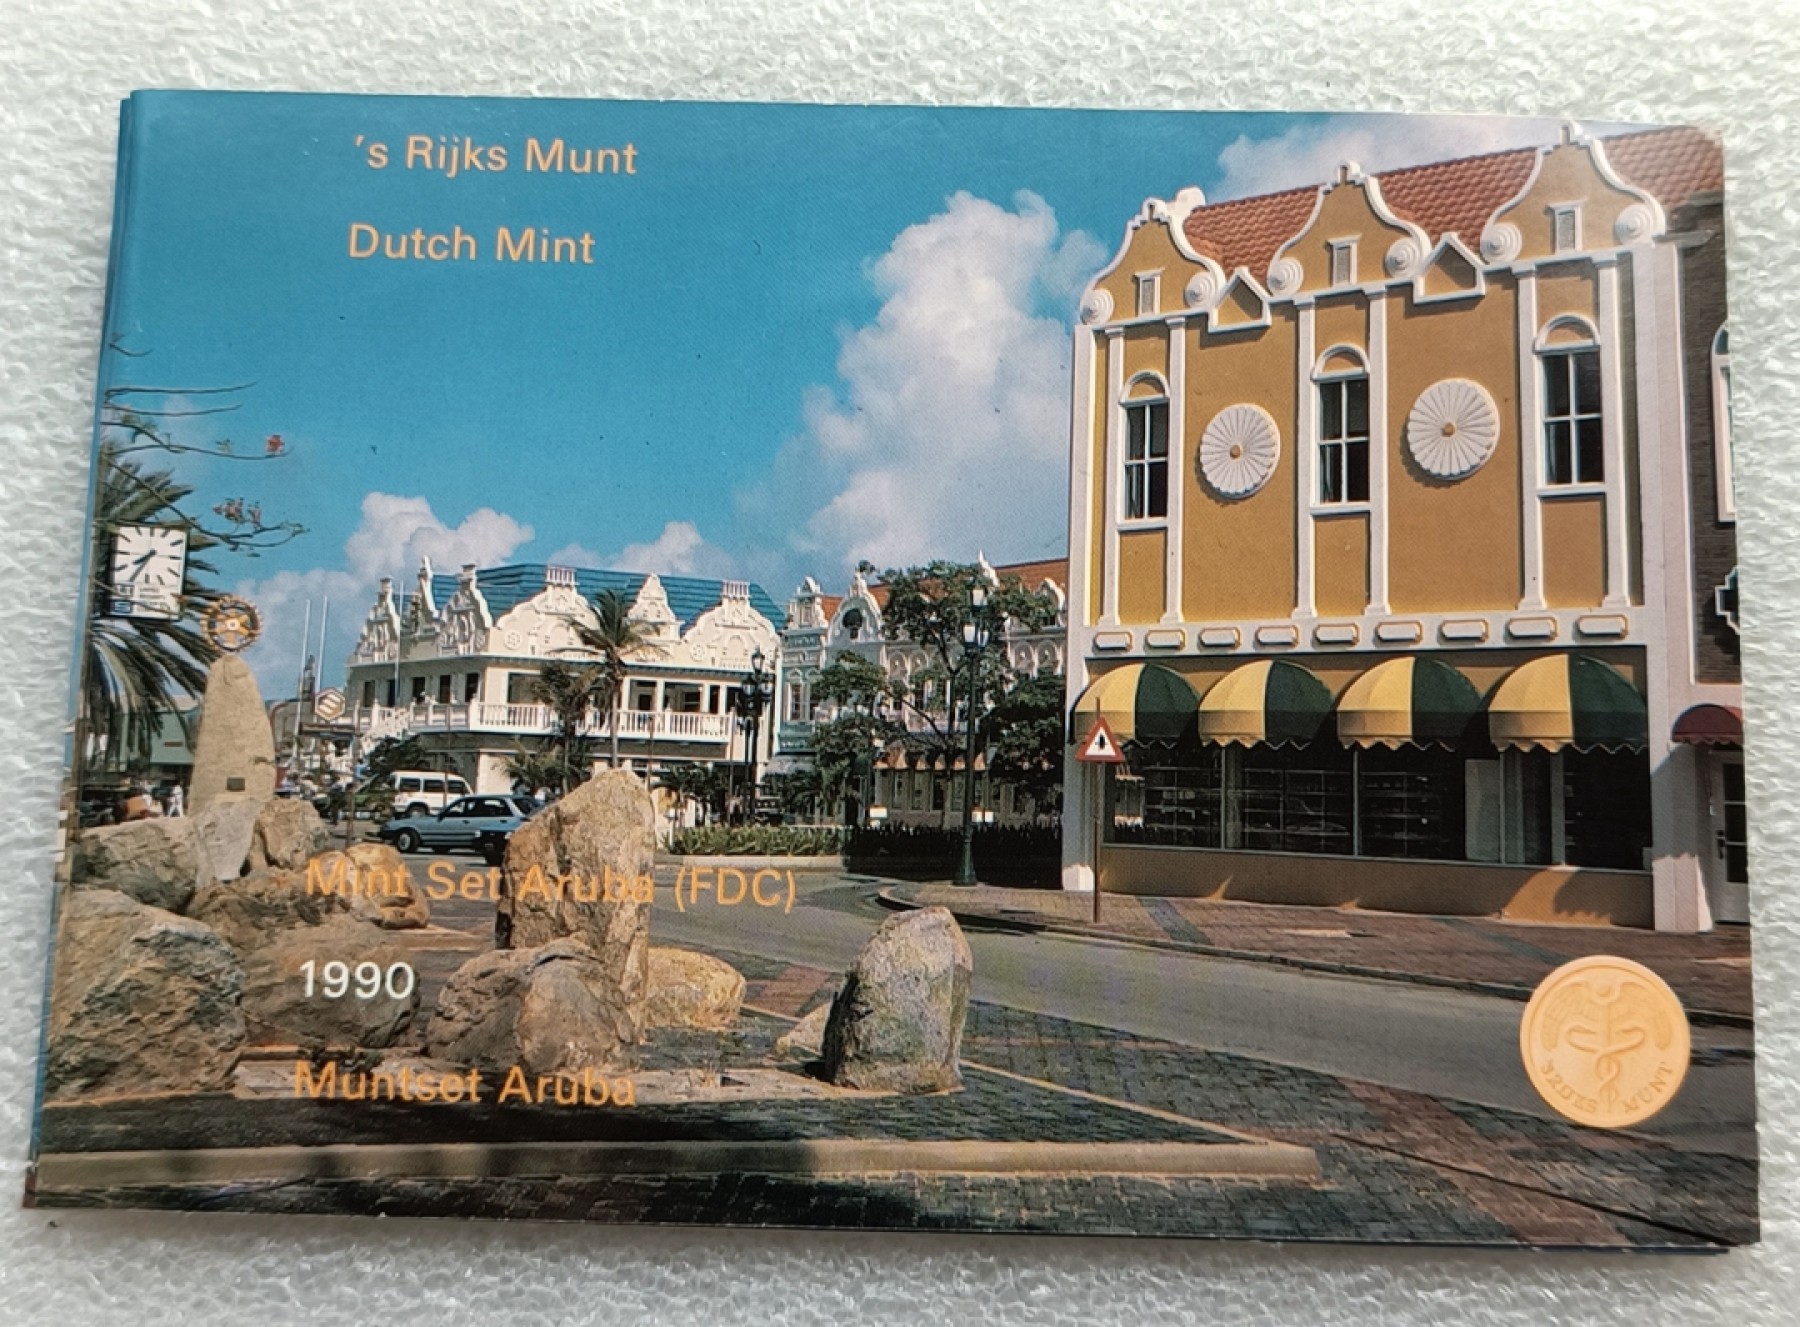 's Rijks Munt
Dutch Mint
Mint Set Aruba (FDC)
1990
Muntset Aruba
'S RIJKS MUNT